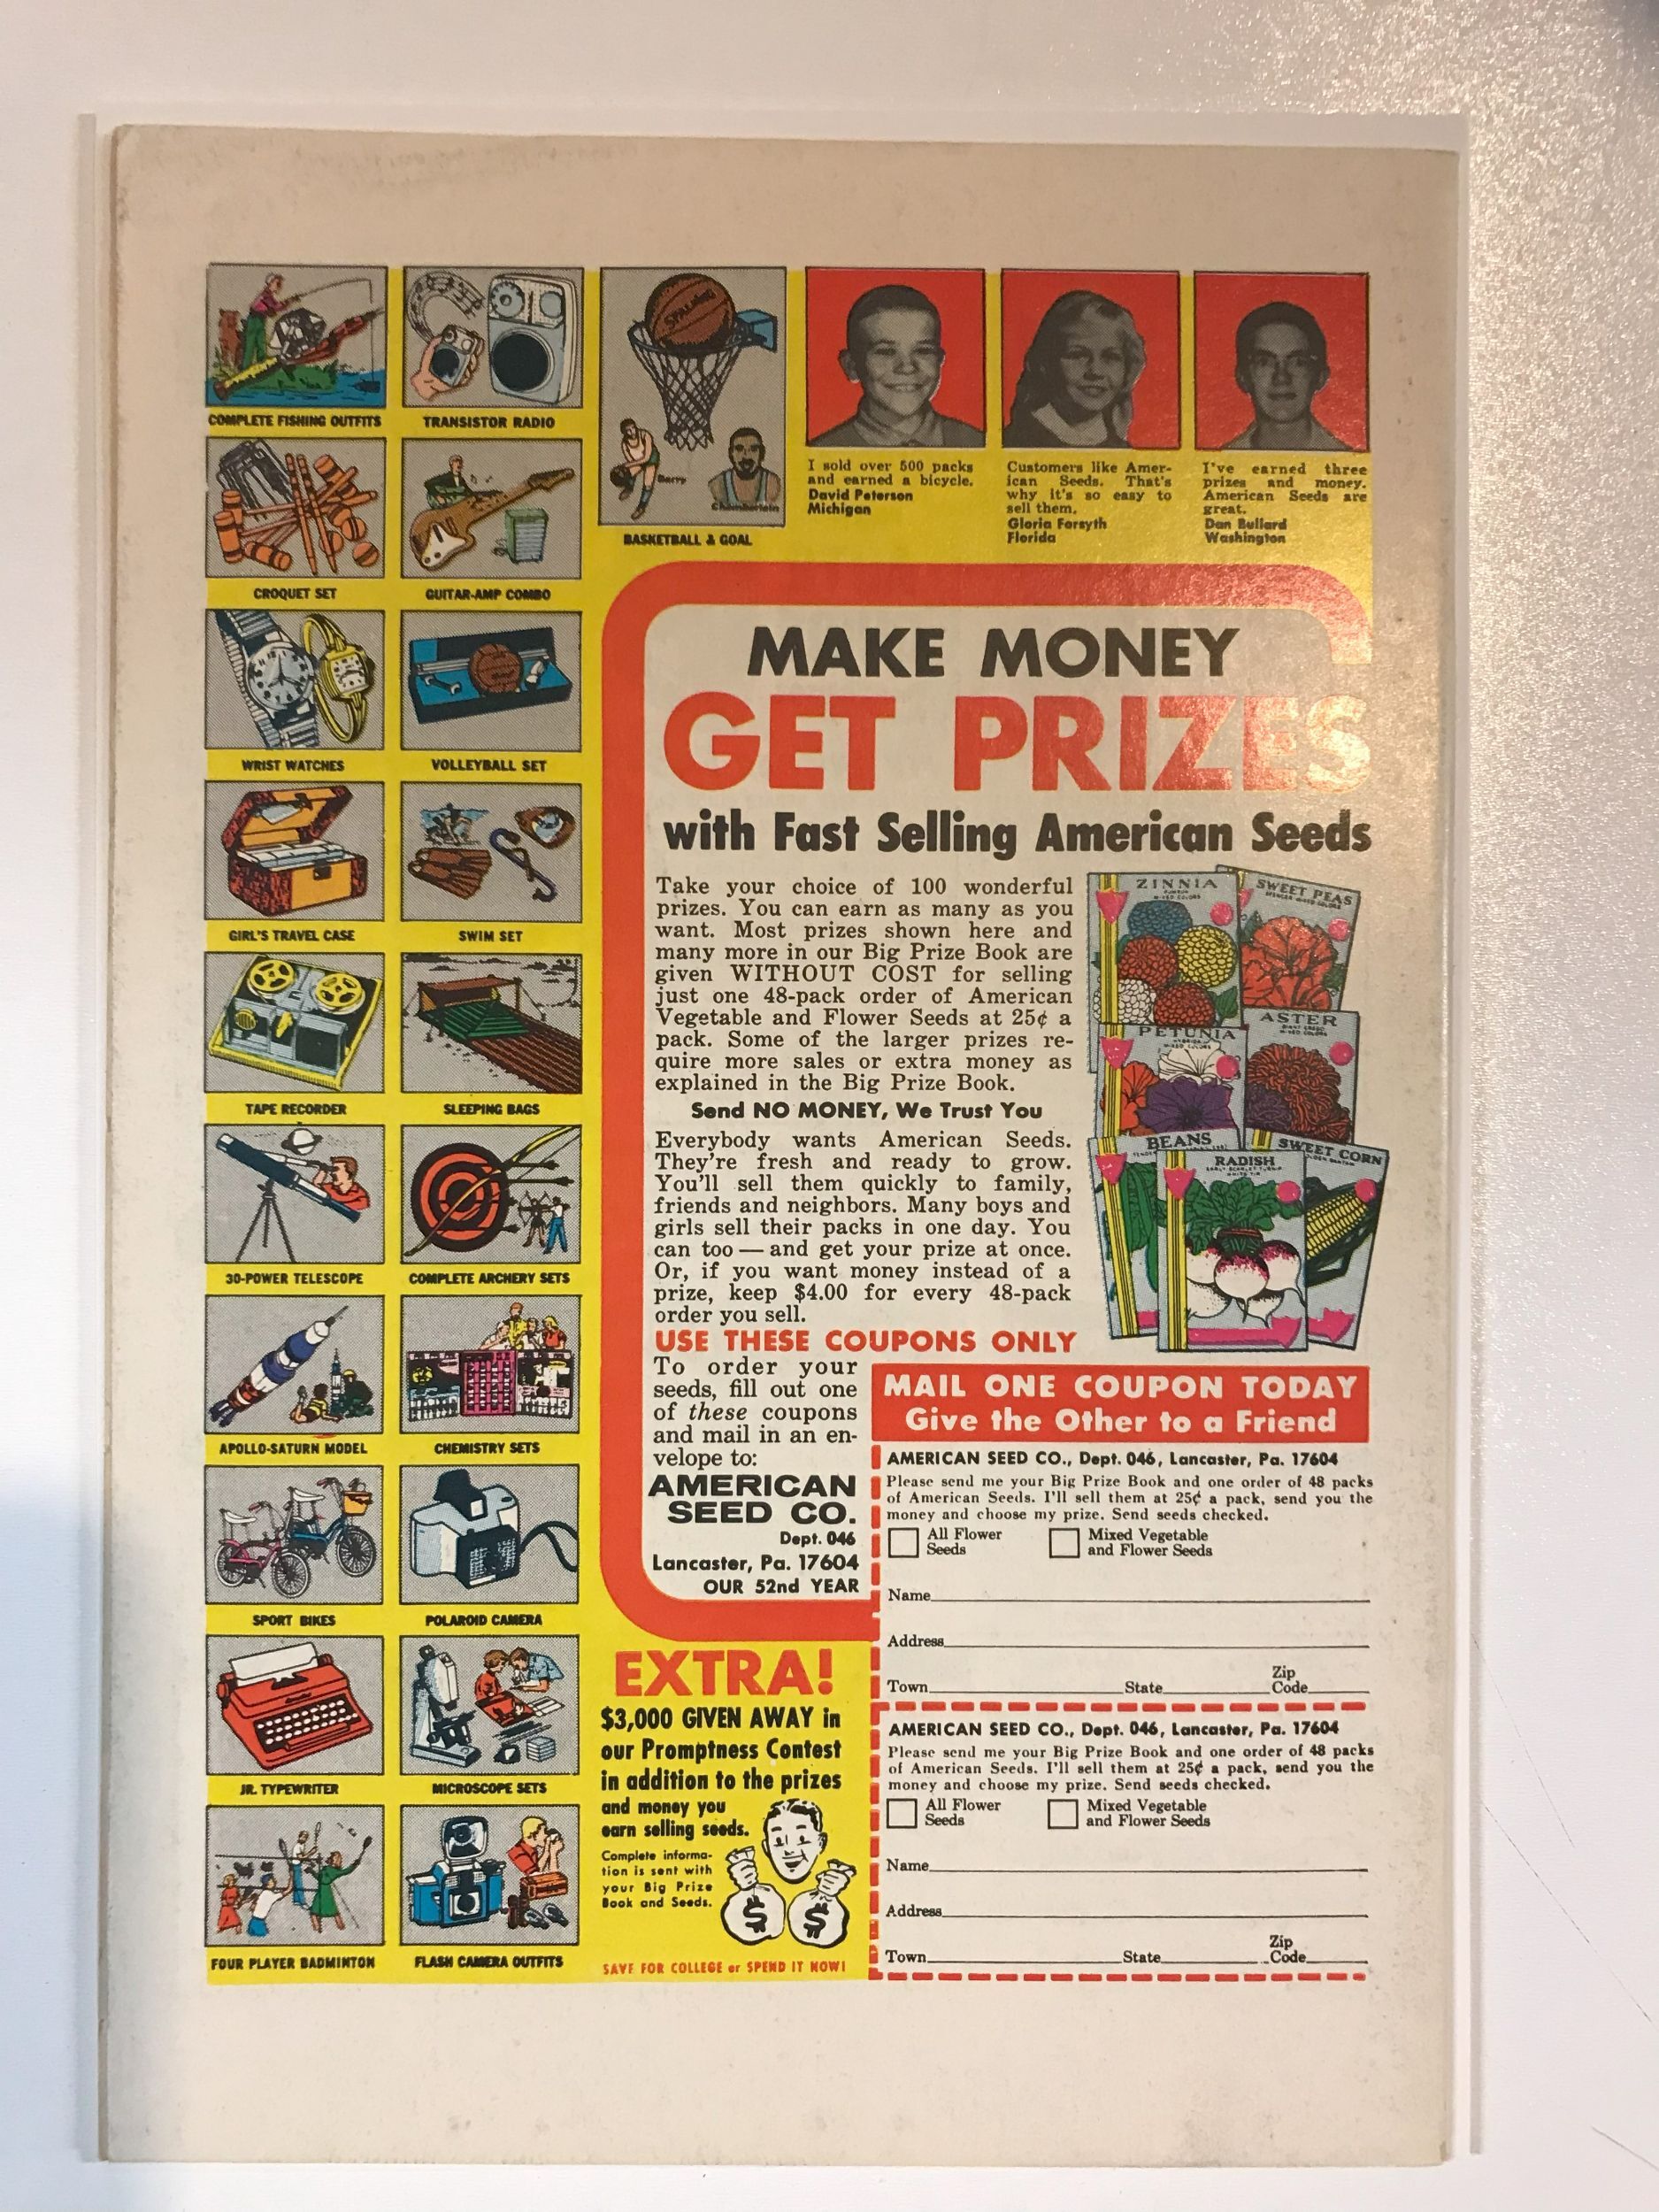 COMPLETE FISHING OUTFITS
TRANSISTOR RADIO
SPALDING
Barry
Chamberlain
BASKETBALL & GOAL
I sold over 500 packs
and earned a bicycle.
David Peterson
Michigan
Customers like Amer-
ican Seeds. That's
why it's so easy to
sell them.
Gloria Forsyth
Florida
I've earned three
prizes and money.
American Seeds are
great.
Dan Bullard
Washington
CROQUET SET
GUITAR-AMP COMBO
WRIST WATCHES
VOLLEYBALL SET
GIRL'S TRAVEL CASE
SWIM SET
TAPE RECORDER
SLEEPING BAGS
30-POWER TELESCOPE
COMPLETE ARCHERY SETS
APOLLO-SATURN MODEL
CHEMISTRY SETS
SPORT BIKES
POLAROID CAMERA
JR. TYPEWRITER
MICROSCOPE SETS
FOUR PLAYER BADMINTON
FLASH CAMERA OUTFITS
MAKE MONEY
GET PRIZES
with Fast Selling American Seeds
Take your choice of 100 wonderful
prizes. You can earn as many as you
want. Most prizes shown here and
many more in our Big Prize Book are
given WITHOUT COST for selling
just one 48-pack order of American
Vegetable and Flower Seeds at 25¢ a
pack. Some of the larger prizes re-
quire more sales or extra money as
explained in the Big Prize Book.
Send NO MONEY, We Trust You
Everybody wants American Seeds.
They're fresh and ready to grow.
You'll sell them quickly to family,
friends and neighbors. Many boys and
girls sell their packs in one day. You
can too — and get your prize at once.
Or, if you want money instead of a
prize, keep $4.00 for every 48-pack
order you sell.
ZINNIA
MIXED COLORS
SWEET PEAS
MIXED COLORS
PETUNIA
MIXED COLORS
ASTER
MIXED COLORS
BEANS
RADISH
SWEET CORN
USE THESE COUPONS ONLY
To order your
seeds, fill out one
of these coupons
and mail in an en-
velope to:
AMERICAN
SEED CO.
Dept. 046
Lancaster, Pa. 17604
OUR 52nd YEAR
MAIL ONE COUPON TODAY
Give the Other to a Friend
AMERICAN SEED CO., Dept. 046, Lancaster, Pa. 17604
Please send me your Big Prize Book and one order of 48 packs
of American Seeds. I'll sell them at 25¢ a pack, send you the
money and choose my prize. Send seeds checked.
All Flower
Seeds
Mixed Vegetable
and Flower Seeds
Name
Address
Town State Zip
Code
AMERICAN SEED CO., Dept. 046, Lancaster, Pa. 17604
Please send me your Big Prize Book and one order of 48 packs
of American Seeds. I'll sell them at 25¢ a pack, send you the
money and choose my prize. Send seeds checked.
All Flower
Seeds
Mixed Vegetable
and Flower Seeds
Name
Address
Town State Zip
Code
EXTRA!
$3,000 GIVEN AWAY in
our Promptness Contest
in addition to the prizes
and money you
earn selling seeds.
Complete informa-
tion is sent with
your Big Prize
Book and Seeds.
$ $
SAVE FOR COLLEGE or SPEND IT NOW!